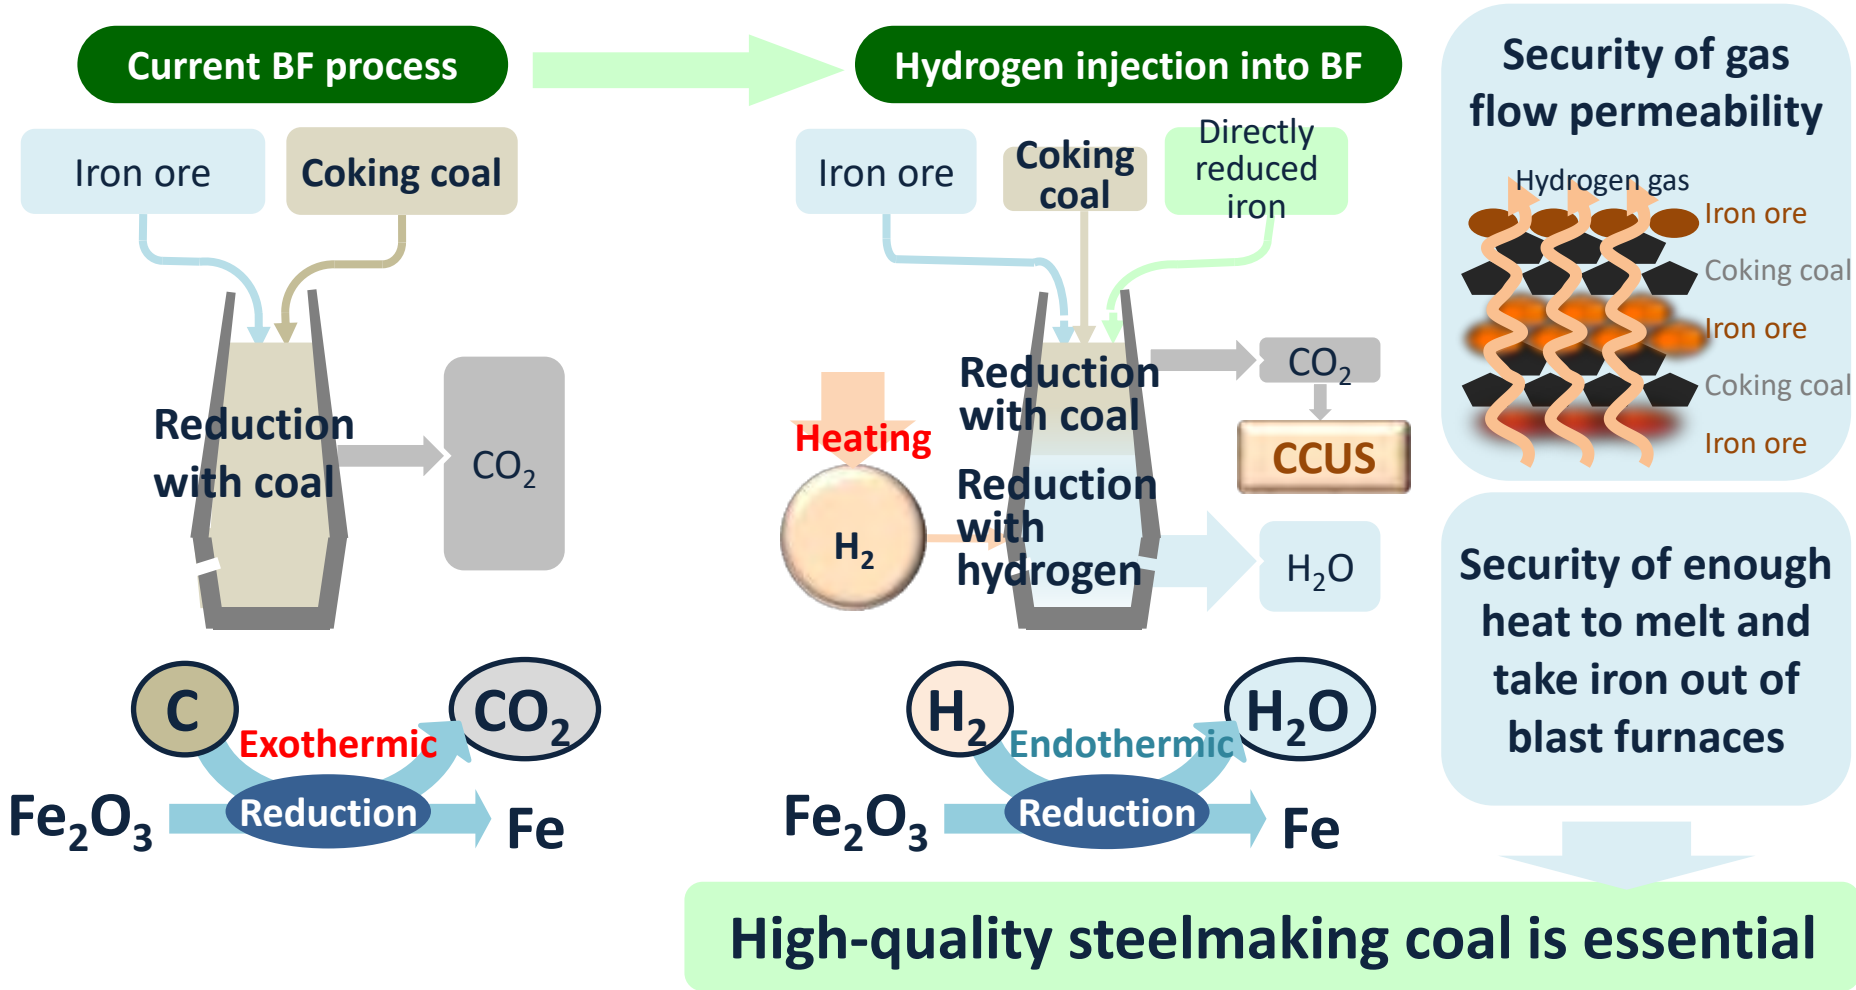 Current BF process
Iron ore
Coking coal
Reduction
with coal
CO₂
C
Exothermic
CO₂
Fe₂O₃
Reduction
Fe
Hydrogen injection into BF
Iron ore
Coking
coal
Directly
reduced
iron
Heating
H₂
Reduction
with coal
Reduction
with
hydrogen
CO₂
CCUS
H₂O
H₂
Endothermic
H₂O
Fe₂O₃
Reduction
Fe
Security of gas
flow permeability
Hydrogen gas
Iron ore
Coking coal
Iron ore
Coking coal
Iron ore
Security of enough
heat to melt and
take iron out of
blast furnaces
High-quality steelmaking coal is essential